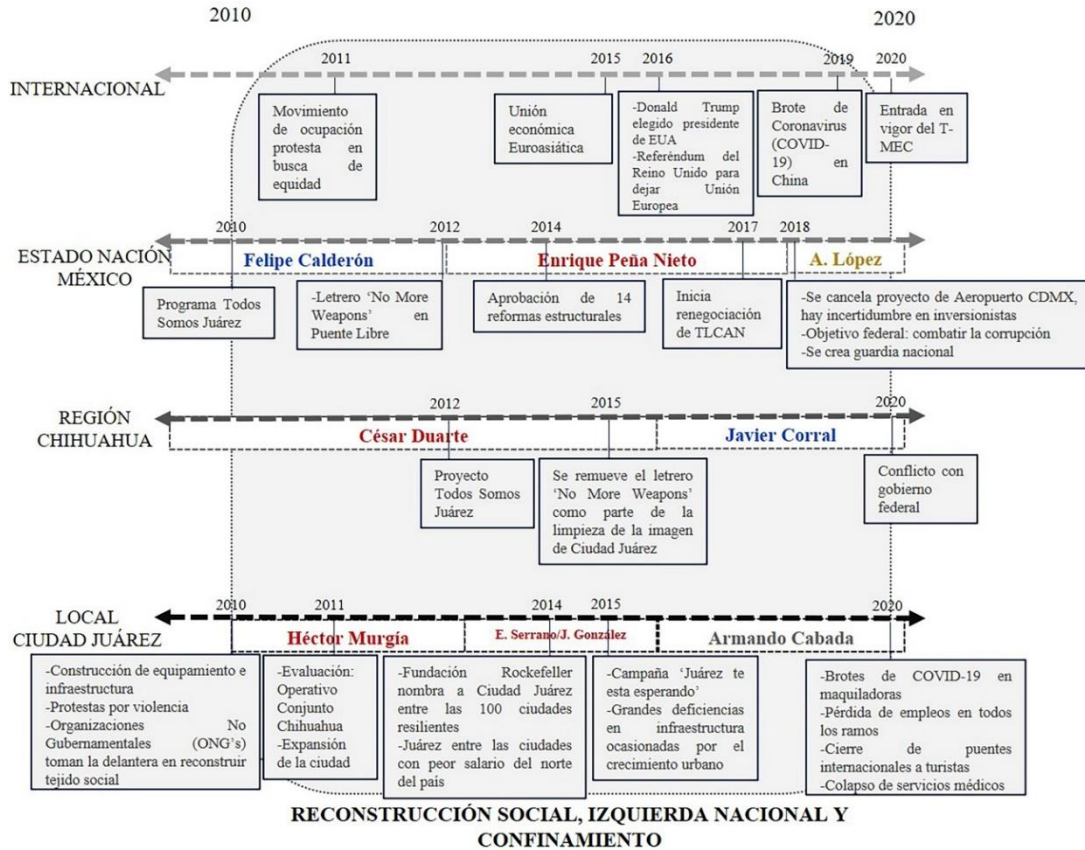 2010
2020
2011
2015
2016
2019
2020
INTERNACIONAL
Movimiento
de ocupación
protesta en
busca de
equidad
Unión
económica
Euroasiática
-Donald Trump
elegido presidente
de EUA
-Referéndum del
Reino Unido para
dejar Unión
Europea
Brote de
Coronavirus
(COVID-
19) en
China
Entrada en
vigor del T-
MEC
2010
2012
2014
2017
2018
ESTADO NACIÓN
MÉXICO
Felipe Calderón
Enrique Peña Nieto
A. López
Programa Todos
Somos Juárez
-Letrero ‘No More
Weapons’ en
Puente Libre
Aprobación de 14
reformas estructurales
Inicia
renegociación
de TLCAN
-Se cancela proyecto de Aeropuerto CDMX,
hay incertidumbre en inversionistas
-Objetivo federal: combatir la corrupción
-Se crea guardia nacional
2012
2015
2020
REGIÓN
CHIHUAHUA
César Duarte
Javier Corral
Proyecto
Todos Somos
Juárez
Se remueve el letrero
‘No More Weapons’
como parte de la
limpieza de la imagen
de Ciudad Juárez
Conflicto con
gobierno
federal
2010
2011
2014
2015
2020
LOCAL
CIUDAD JUÁREZ
Héctor Murgía
E. Serrano/J. González
Armando Cabada
-Construcción de equipamiento e
infraestructura
-Protestas por violencia
-Organizaciones No
Gubernamentales (ONG’s)
toman la delantera en reconstruir
tejido social
-Evaluación:
Operativo
Conjunto
Chihuahua
-Expansión
de la ciudad
-Fundación Rockefeller
nombra a Ciudad Juárez
entre las 100 ciudades
resilientes
-Juárez entre las ciudades
con peor salario del norte
del país
-Campaña ‘Juárez te
esta esperando’
-Grandes deficiencias
en infraestructura
ocasionadas por el
crecimiento urbano
-Brotes de COVID-19 en
maquiladoras
-Pérdida de empleos en todos
los ramos
-Cierre de puentes
internacionales a turistas
-Colapso de servicios médicos
RECONSTRUCCIÓN SOCIAL, IZQUIERDA NACIONAL Y
CONFINAMIENTO